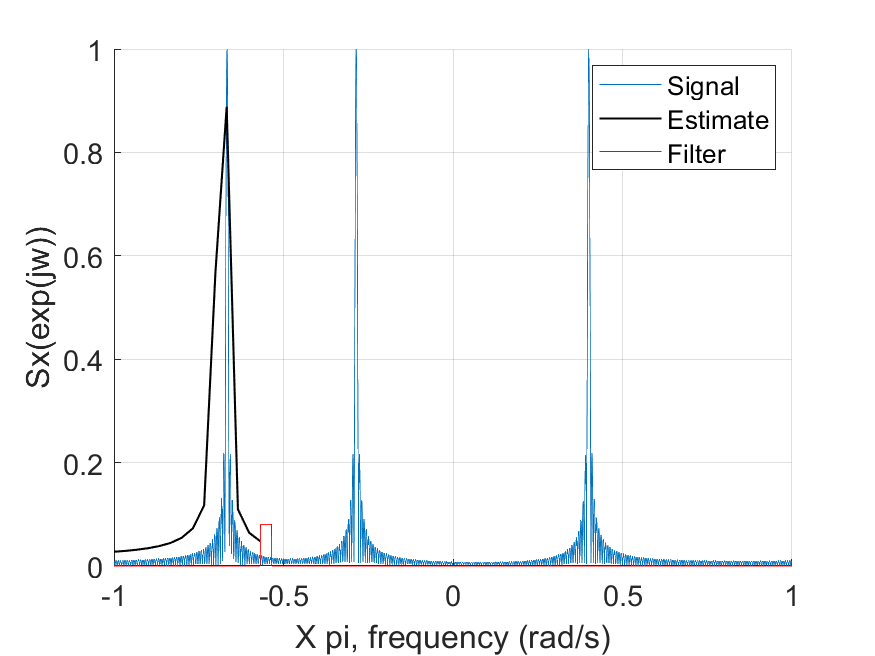 1
0.8
0.6
0.4
0.2
0
-1
-0.5
0
0.5
1
Sx(exp(jw))
X pi, frequency (rad/s)
Signal
Estimate
Filter